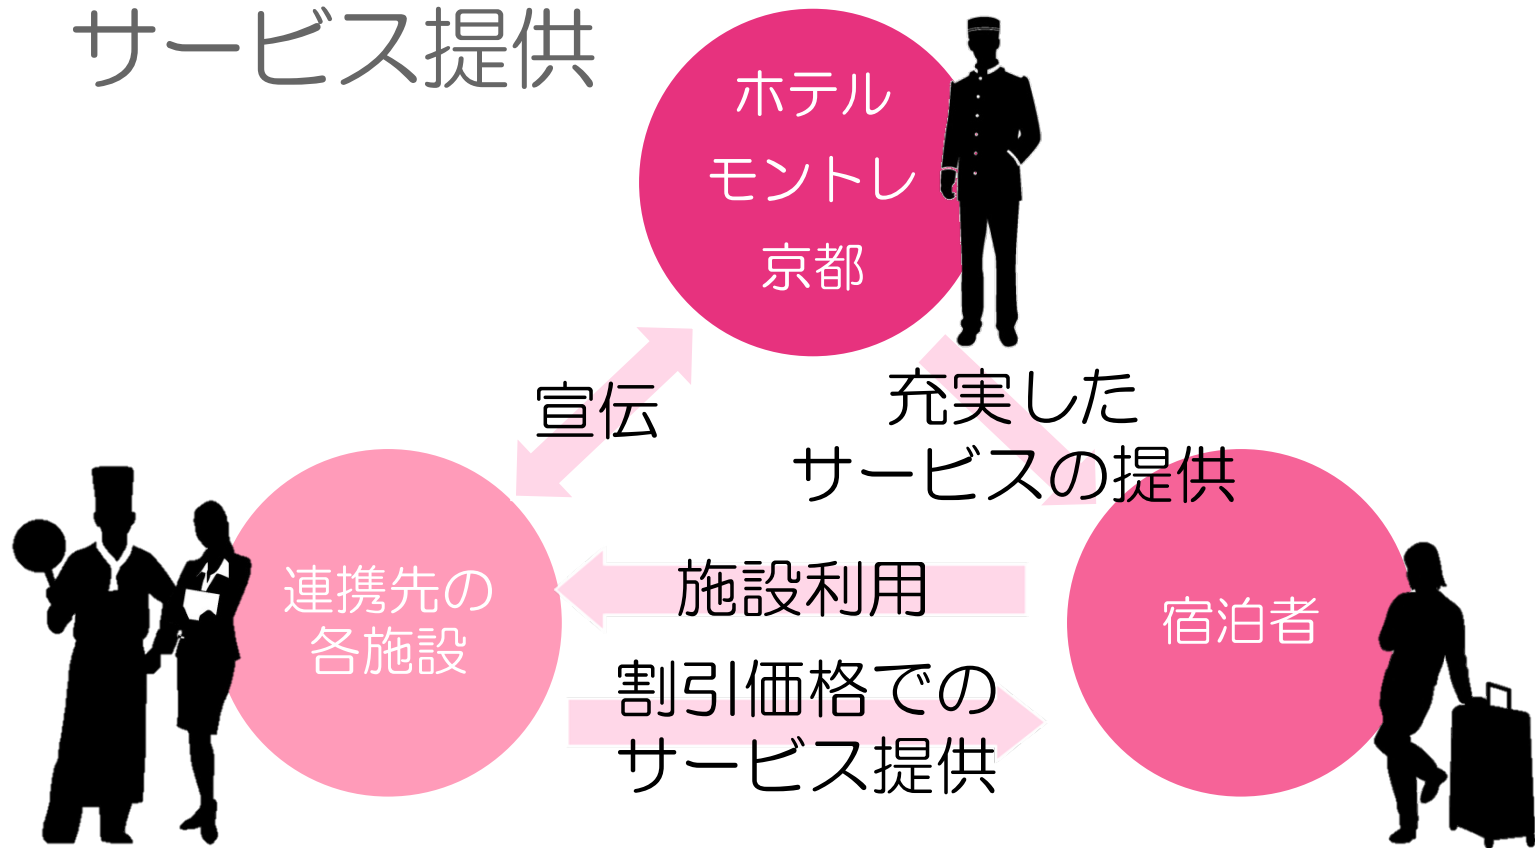 サービス提供
ホテル
モントレ
京都
宣伝
充実した
サービスの提供
連携先の
各施設
施設利用
宿泊者
割引価格での
サービス提供